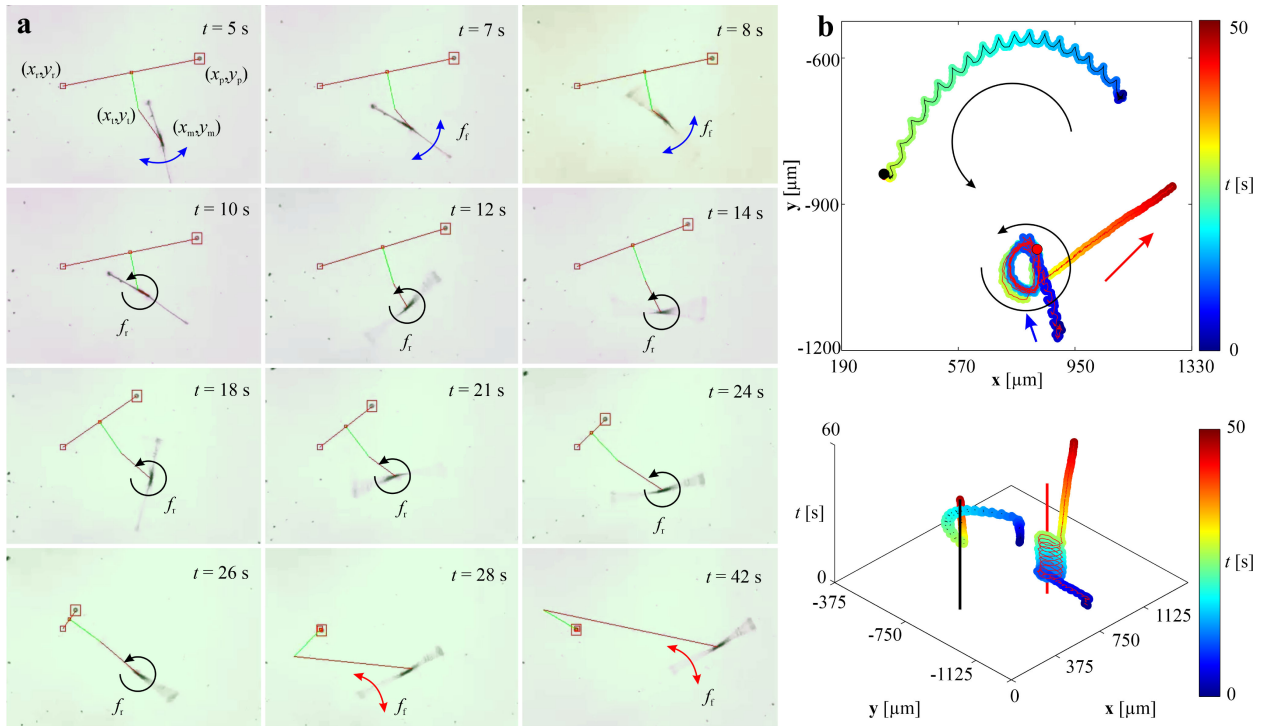 a
t = 5 s
(xr,yr)
(xp,yp)
(xt,yt)
(xm,ym)
t = 7 s
ff
t = 8 s
ff
t = 10 s
fr
t = 12 s
fr
t = 14 s
fr
t = 18 s
fr
t = 21 s
fr
t = 24 s
fr
t = 26 s
fr
t = 28 s
ff
t = 42 s
ff
b
-600
-900
-1200
y [µm]
190
570
950
1330
x [µm]
50
t [s]
0
60
t [s]
0
-375
-750
-1125
0
375
750
1125
y [µm]
x [µm]
50
t [s]
0